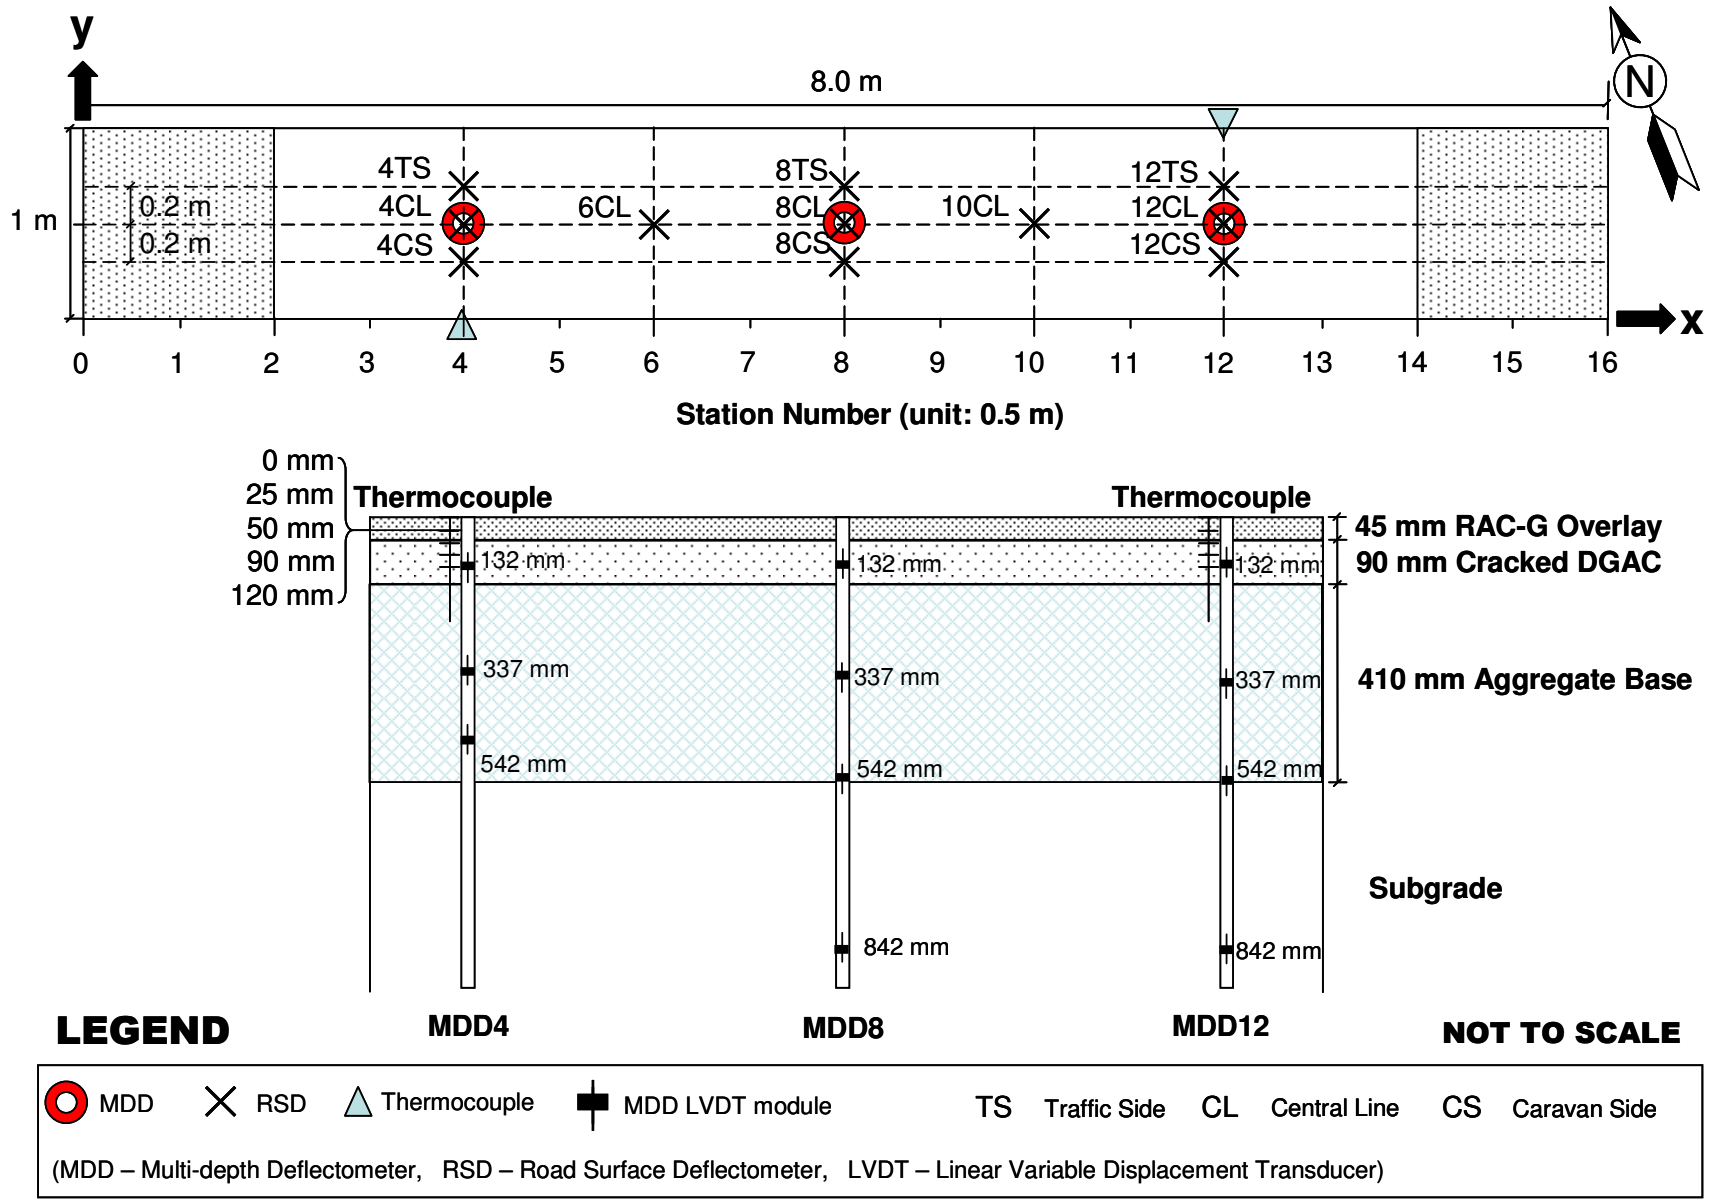 y
8.0 m
N
4TS 8TS 12TS
0.2 m 4CL 6CL 8CL 10CL 12CL
1 m
0.2 m 4CS 8CS 12CS
x
0 1 2 3 4 5 6 7 8 9 10 11 12 13 14 15 16
Station Number (unit: 0.5 m)
0 mm
25 mm Thermocouple Thermocouple
50 mm 45 mm RAC-G Overlay
90 mm 132 mm 132 mm 132 mm 90 mm Cracked DGAC
120 mm
337 mm 337 mm 337 mm 410 mm Aggregate Base
542 mm 542 mm 542 mm
Subgrade
842 mm 842 mm
MDD4 MDD8 MDD12
LEGEND NOT TO SCALE
MDD RSD Thermocouple MDD LVDT module TS Traffic Side CL Central Line CS Caravan Side
(MDD – Multi-depth Deflectometer, RSD – Road Surface Deflectometer, LVDT – Linear Variable Displacement Transducer)